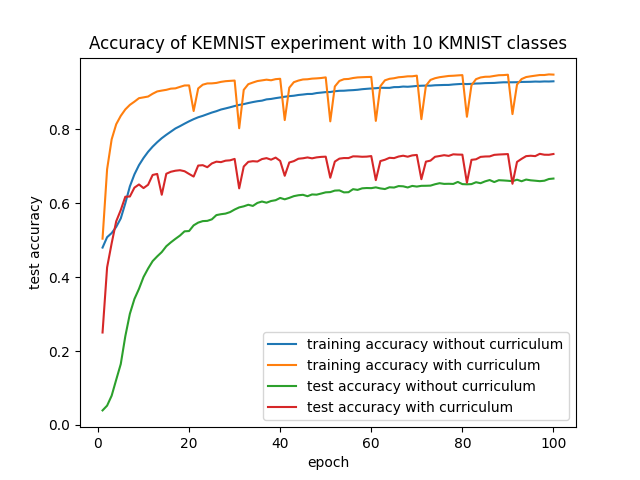 Accuracy of KEMNIST experiment with 10 KMNIST classes
test accuracy
0.8
0.6
0.4
0.2
0.0
training accuracy without curriculum
training accuracy with curriculum
test accuracy without curriculum
test accuracy with curriculum
0 20 40 60 80 100
epoch